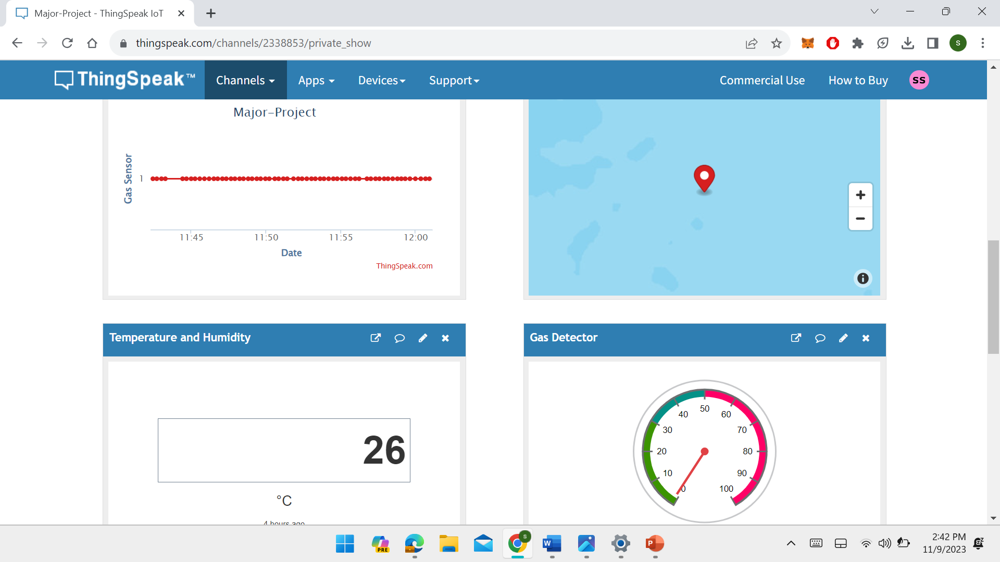 Major-Project - ThingSpeak IoT
thingspeak.com/channels/2338853/private_show
S
ThingSpeak™
Channels
Apps
Devices
Support
Commercial Use
How to Buy
SS
Major-Project
Gas Sensor
1
11:45
11:50
11:55
12:00
Date
ThingSpeak.com
Temperature and Humidity
26
°C
4 hours ago
Gas Detector
0
10
20
30
40
50
60
70
80
90
100
PRE
S
W
P
2:42 PM
11/9/2023